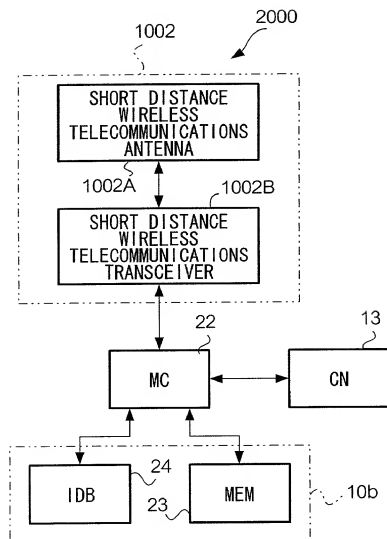 1002
2000
SHORT DISTANCE
WIRELESS
TELECOMMUNICATIONS
ANTENNA
1002A
1002B
SHORT DISTANCE
WIRELESS
TELECOMMUNICATIONS
TRANSCEIVER
22
13
MC
CN
24
IDB
MEM
23
10b